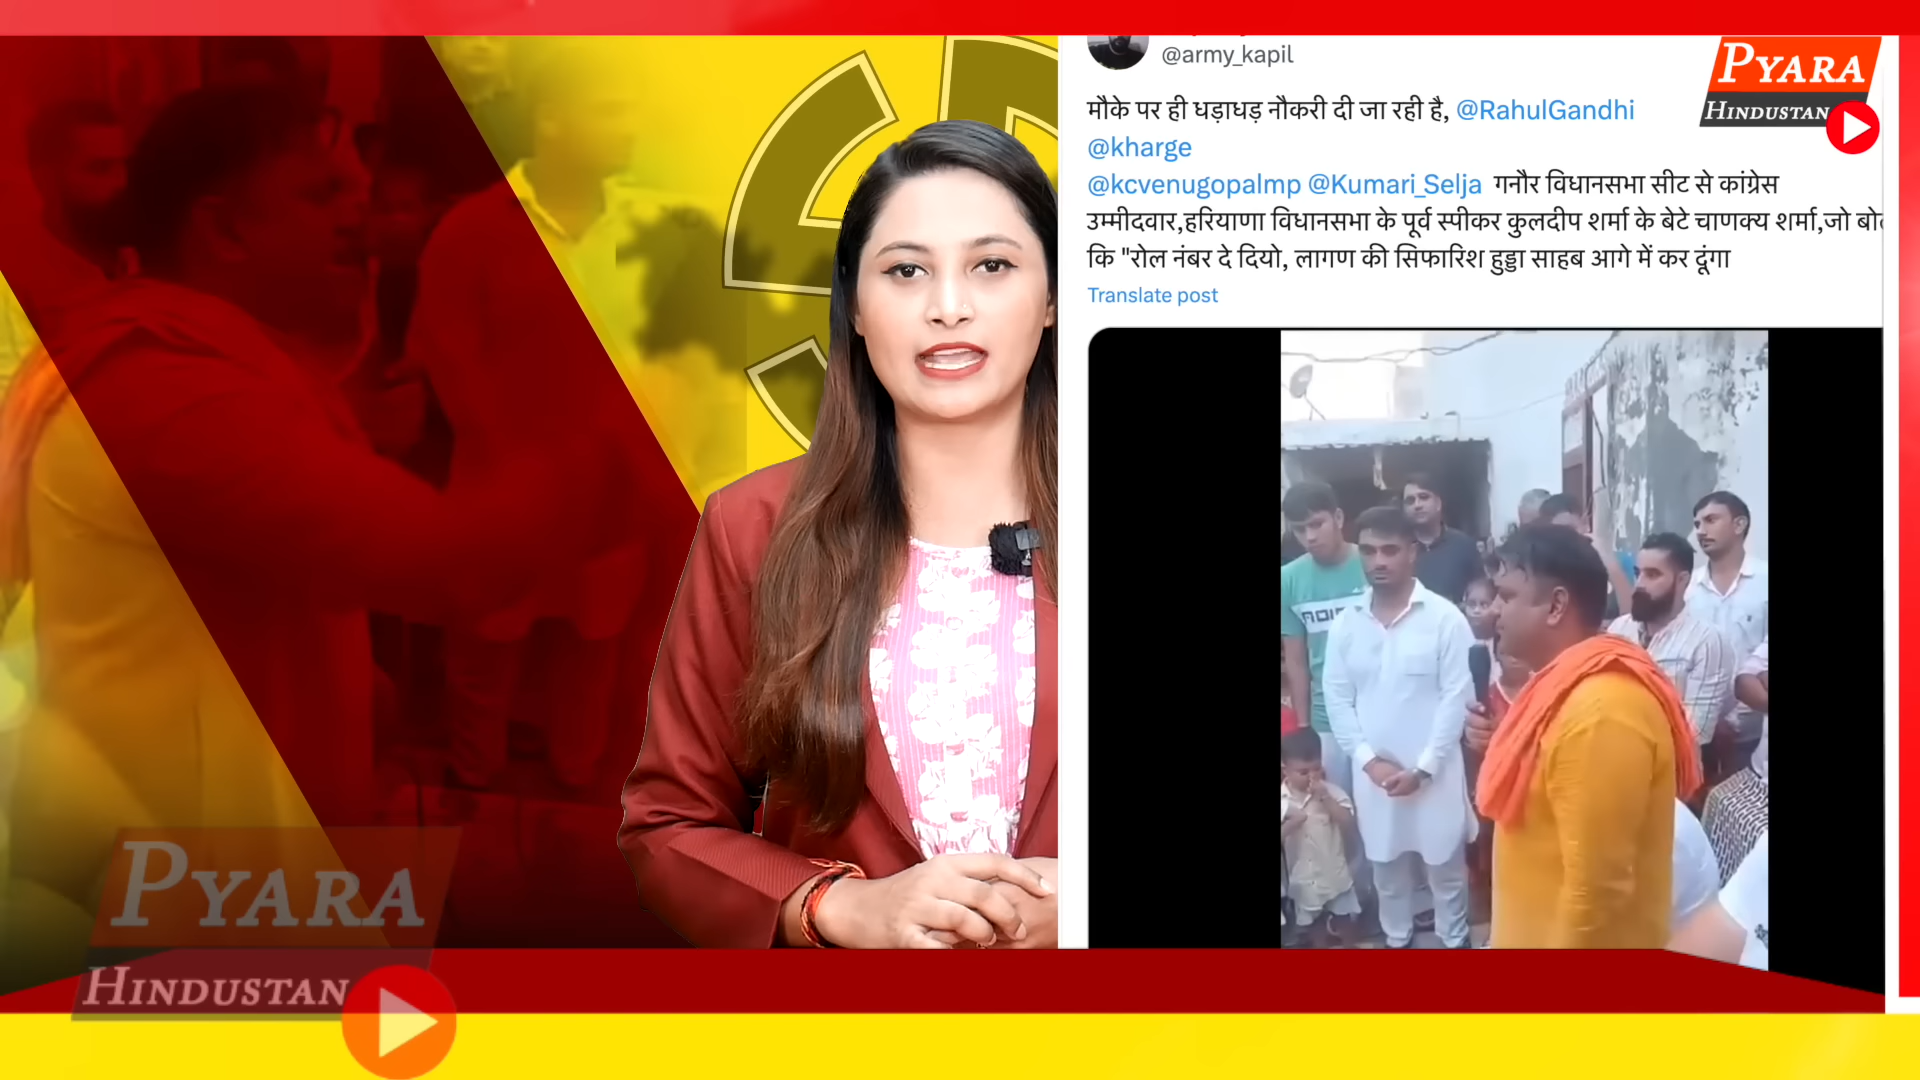 @army_kapil
मौके पर ही धड़ाधड़ नौकरी दी जा रही है, @RahulGandhi
@kharge
@kcvenugopalmp @Kumari_Selja गनौर विधानसभा सीट से कांग्रेस
उम्मीदवार,हरियाणा विधानसभा के पूर्व स्पीकर कुलदीप शर्मा के बेटे चाणक्य शर्मा,जो
कि "रोल नंबर दे दियो, लागण की सिफारिश हुड्डा साहब आगे में कर दूंगा
Translate post
PYARA
HINDUSTAN
PYARA
HINDUSTAN